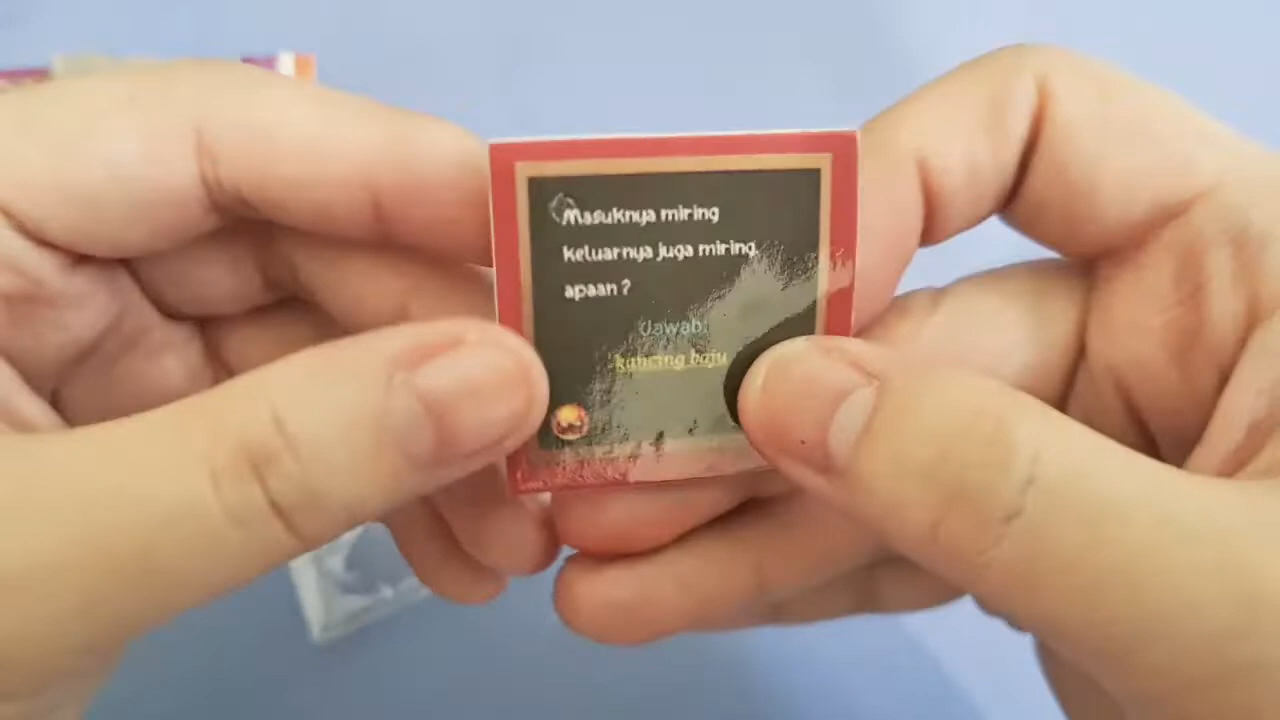 Masuknya miring
keluarnya juga miring.
apaan ?
Jawab:
kancing baju